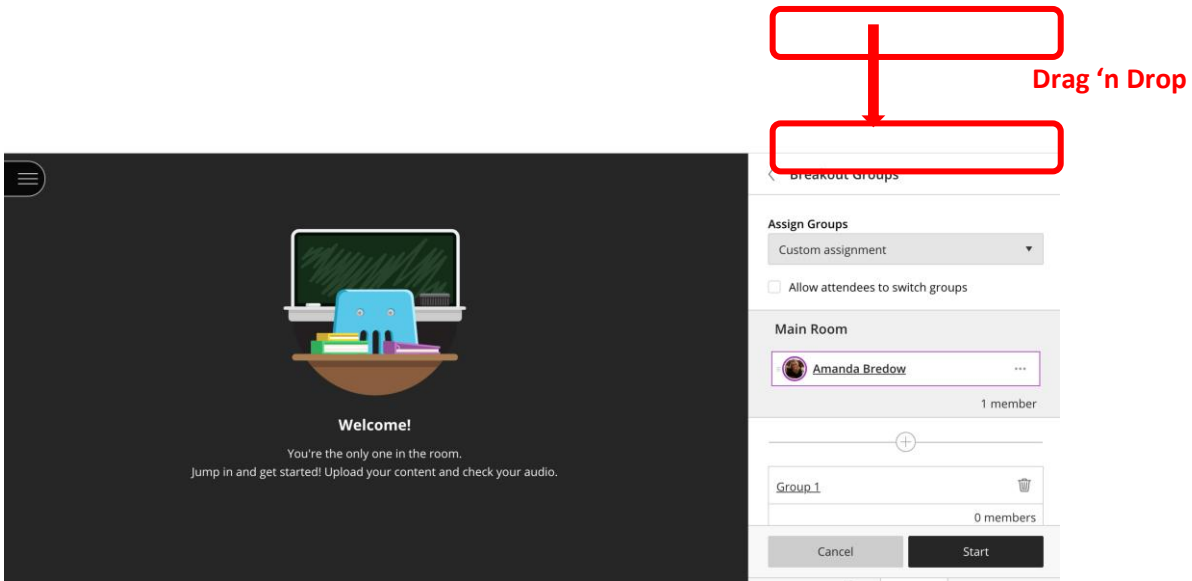 Drag ‘n Drop
Breakout Groups
Assign Groups
Custom assignment
Allow attendees to switch groups
Main Room
Amanda Bredow
1 member
Welcome!
You're the only one in the room.
Jump in and get started! Upload your content and check your audio.
Group 1
0 members
Cancel
Start